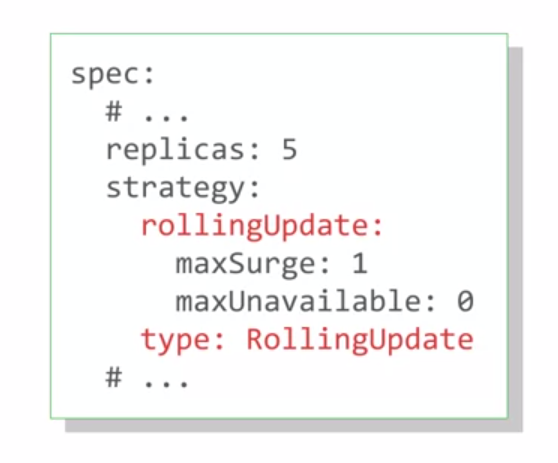 spec:
  # ...
  replicas: 5
  strategy:
    rollingUpdate:
      maxSurge: 1
      maxUnavailable: 0
    type: RollingUpdate
  # ...